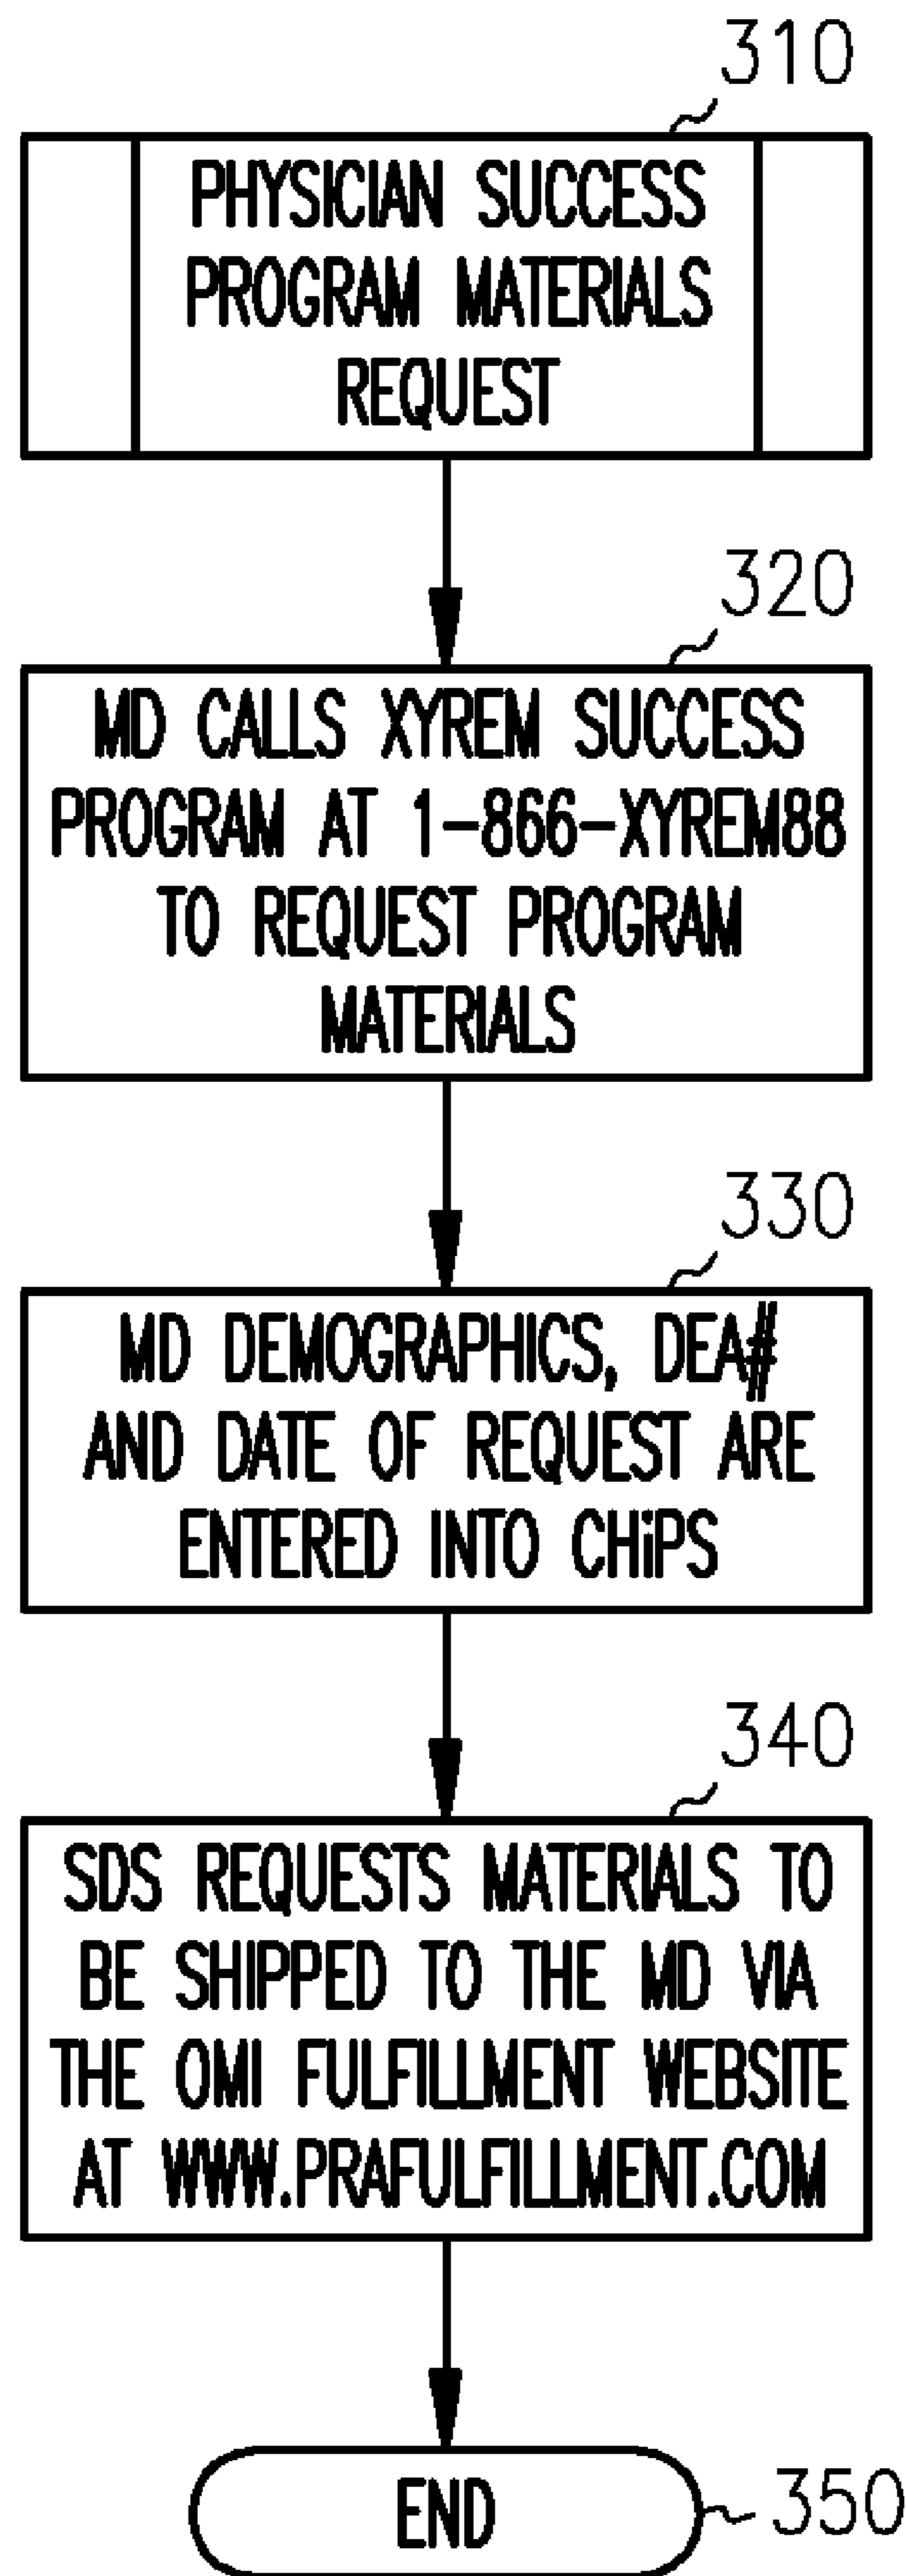 310
PHYSICIAN SUCCESS
PROGRAM MATERIALS
REQUEST
320
MD CALLS XYREM SUCCESS
PROGRAM AT 1-866-XYREM88
TO REQUEST PROGRAM
MATERIALS
330
MD DEMOGRAPHICS, DEA#
AND DATE OF REQUEST ARE
ENTERED INTO CHiPS
340
SDS REQUESTS MATERIALS TO
BE SHIPPED TO THE MD VIA
THE OMI FULFILLMENT WEBSITE
AT WWW.PRAFULFILLMENT.COM
END
350